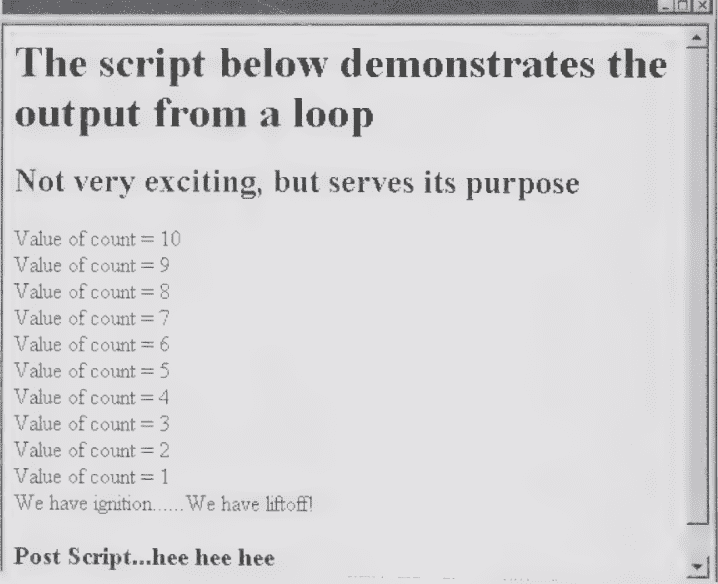 The script below demonstrates the
output from a loop
Not very exciting, but serves its purpose
Value of count = 10
Value of count = 9
Value of count = 8
Value of count = 7
Value of count = 6
Value of count = 5
Value of count = 4
Value of count = 3
Value of count = 2
Value of count = 1
We have ignition......We have liftoff!
Post Script...hee hee hee